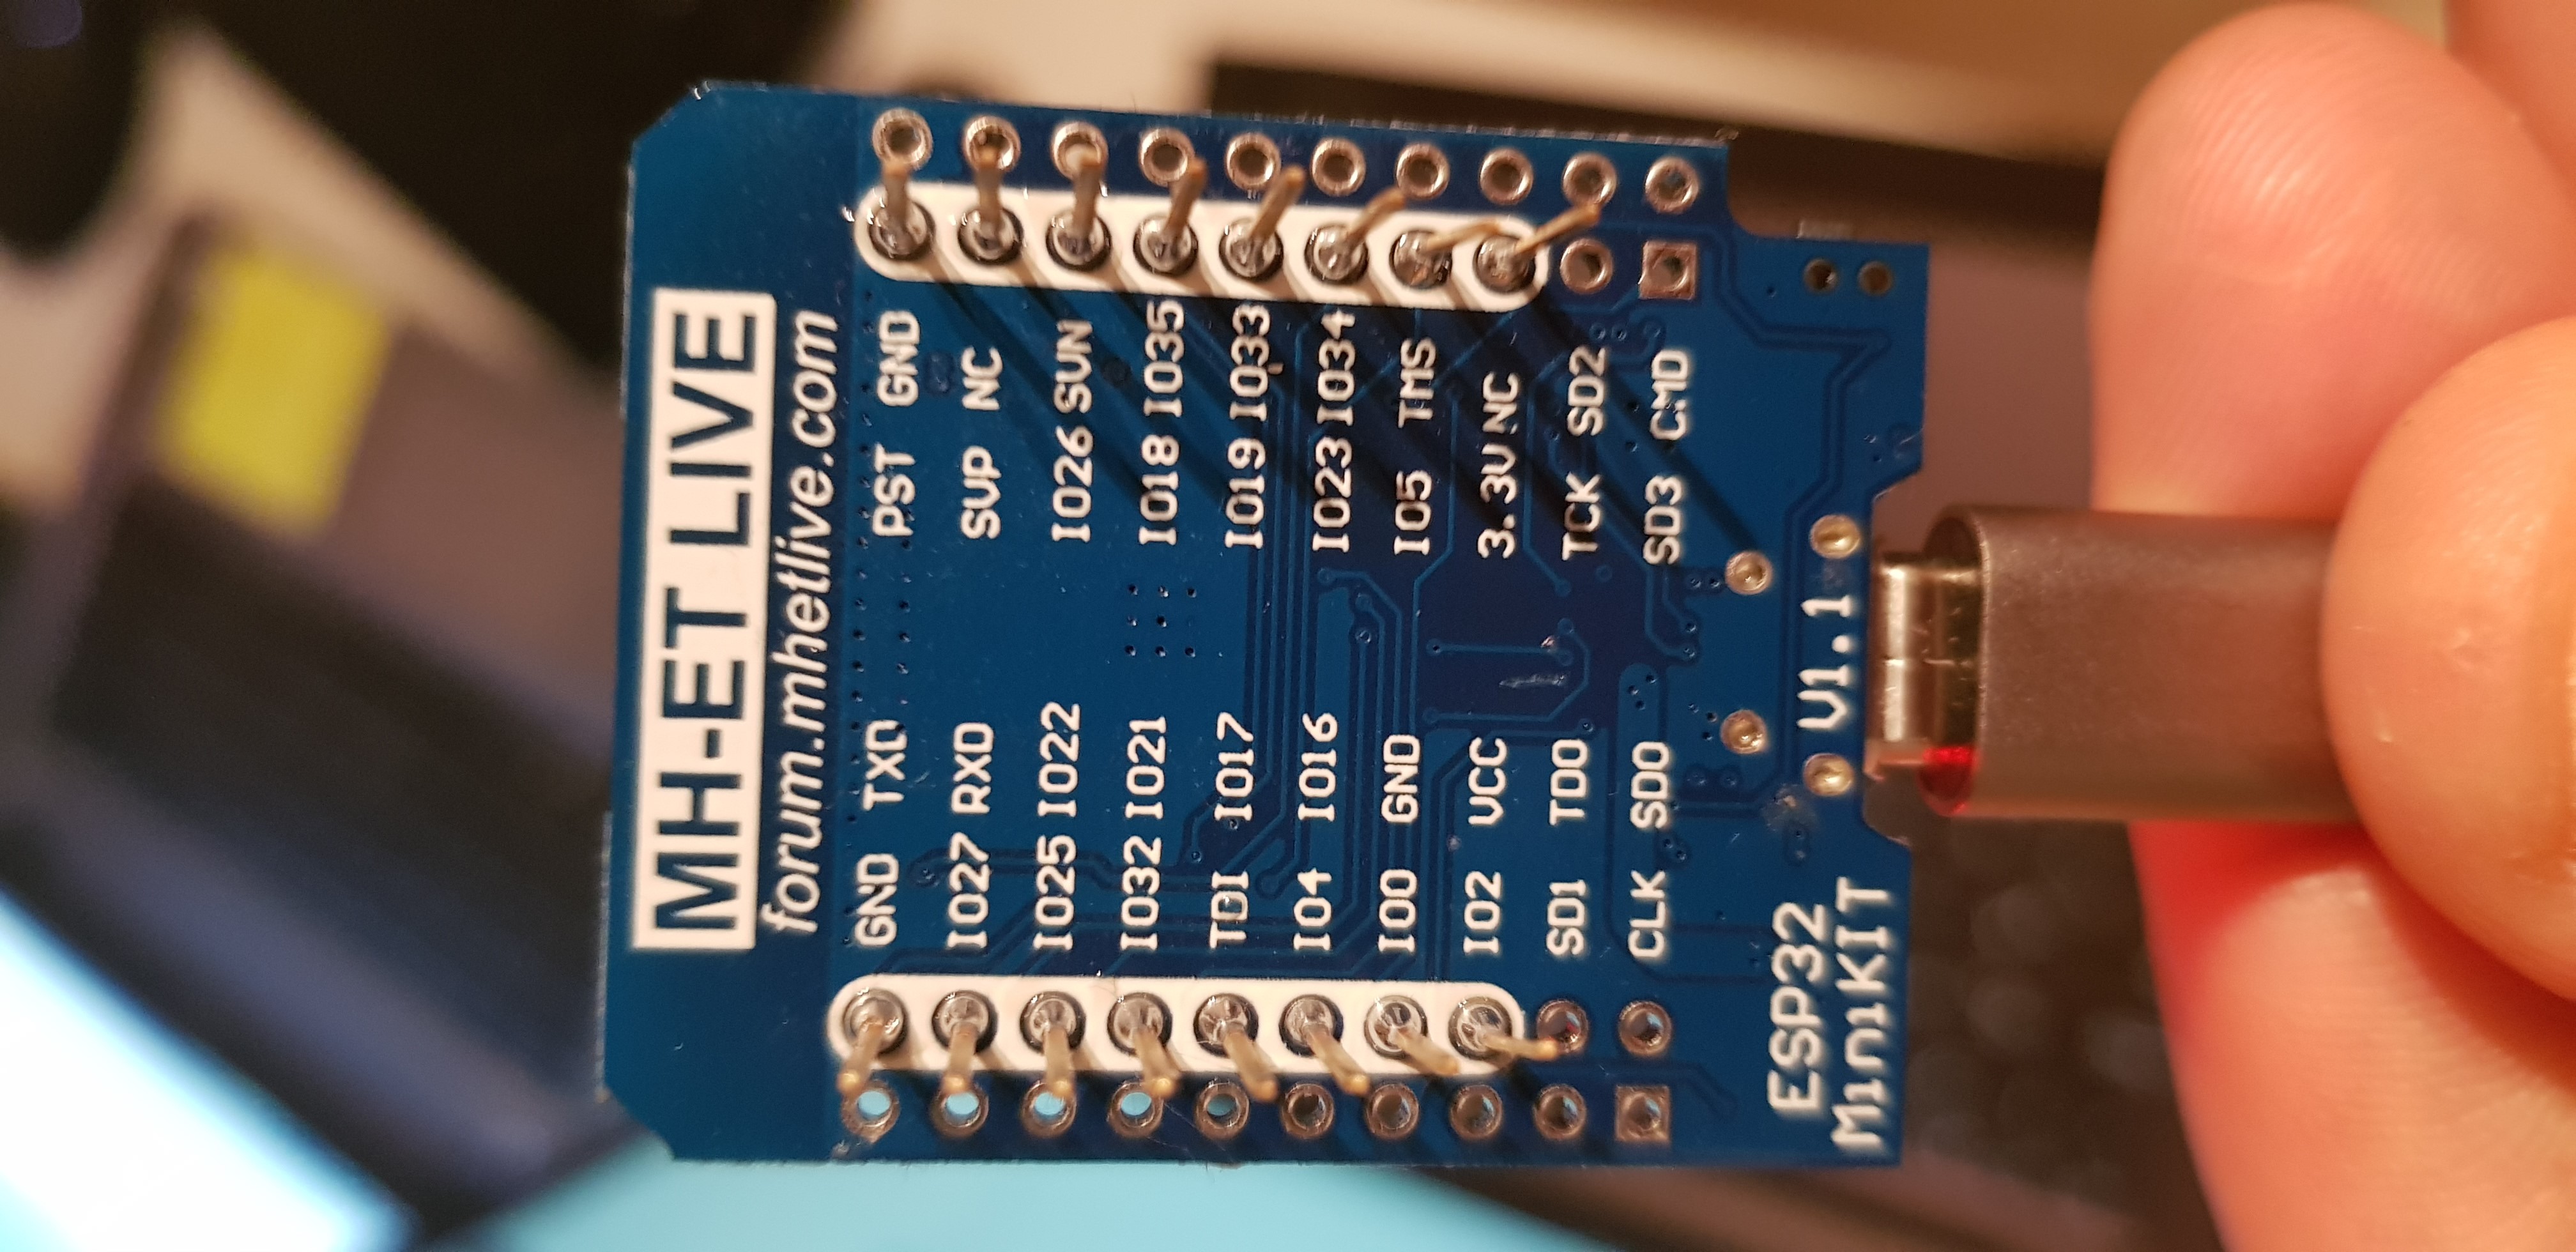 MH-ET LIVE
forum.mhetlive.com
GND TXD PST GND
IO27 RXD SVP NC
IO25 IO22 IO26 SVN
IO32 IO21 IO18 IO35
TDI IO17 IO19 IO33
IO4 IO16 IO23 IO34
IO0 GND IO5 TMS
IO2 VCC 3.3V NC
SD1 TDO TCK SD2
CLK SD0 SD3 CMD
ESP32 V1.1
MiniKIT